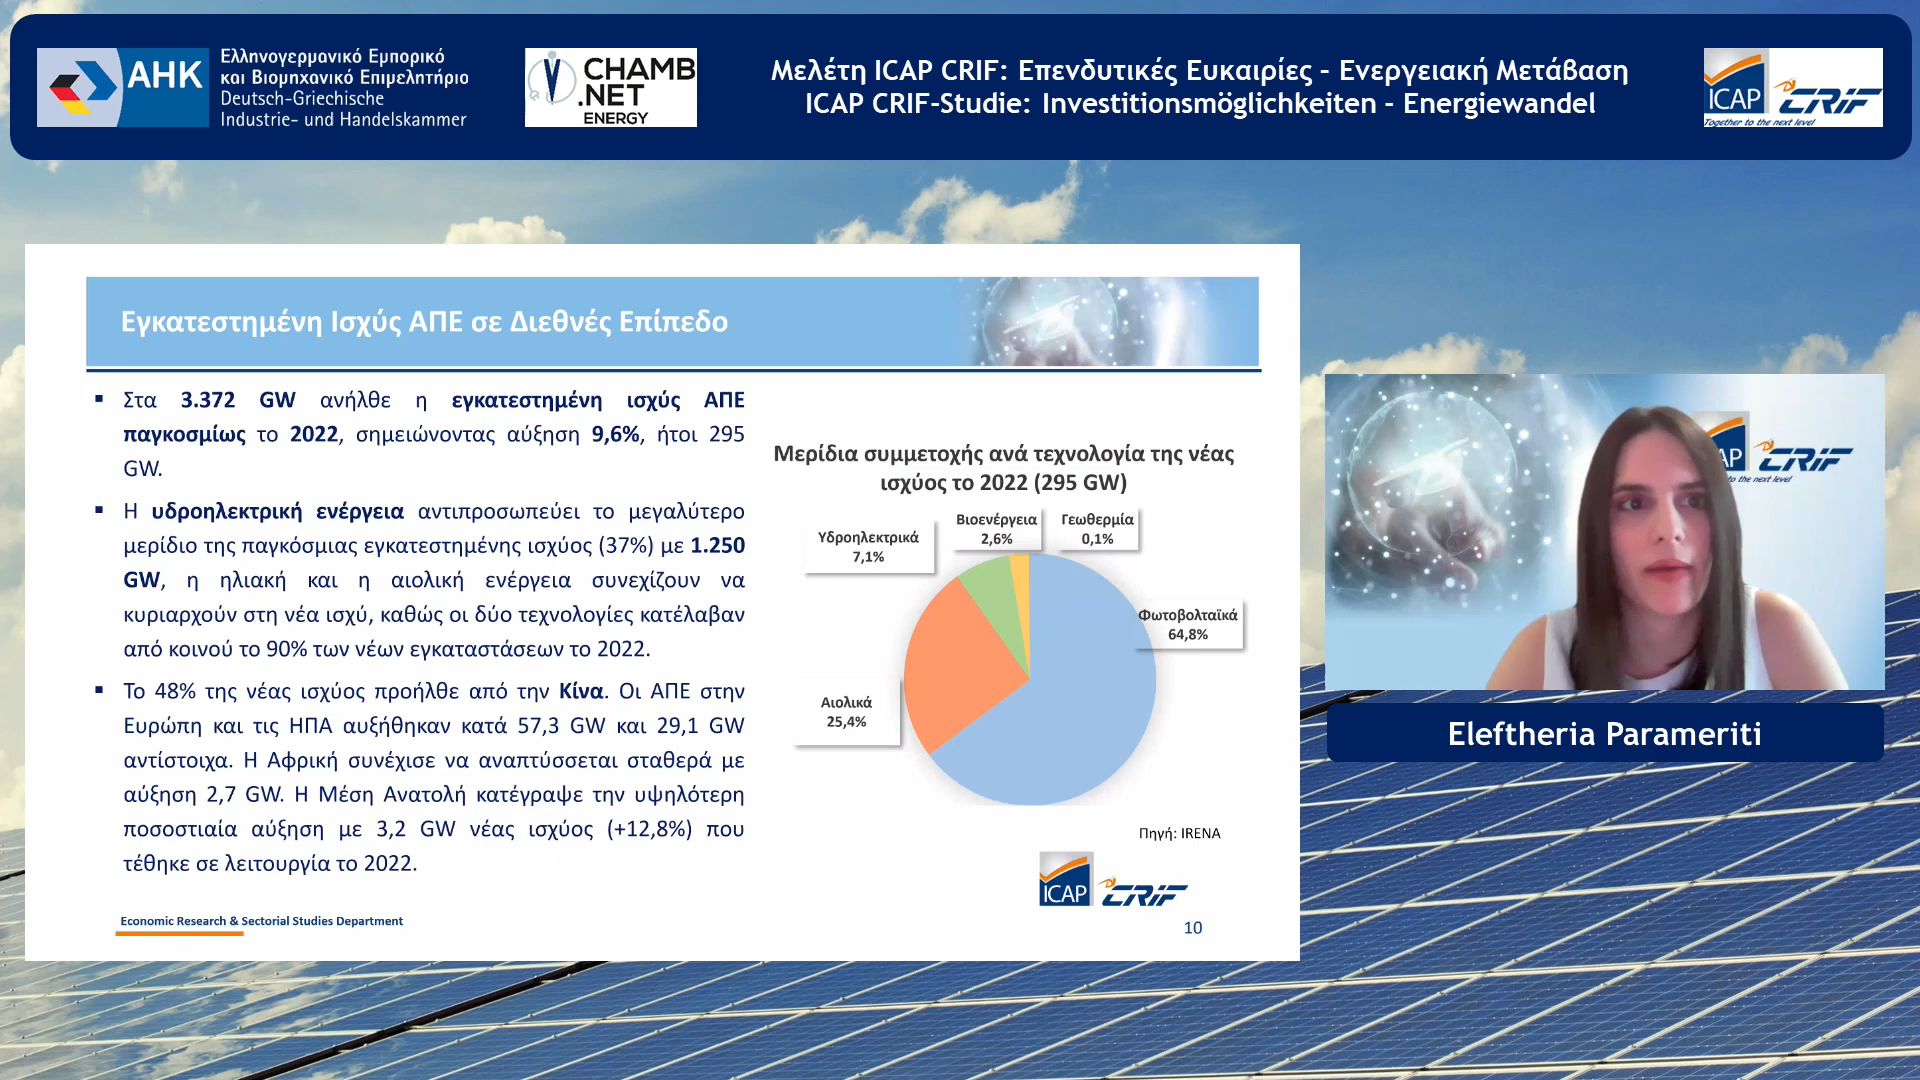 AHK
Ελληνογερμανικό Εμπορικό
και Βιομηχανικό Επιμελητήριο
Deutsch-Griechische
Industrie- und Handelskammer
CHAMB
.NET
ENERGY
Μελέτη ICAP CRIF: Επενδυτικές Ευκαιρίες - Ενεργειακή Μετάβαση
ICAP CRIF-Studie: Investitionsmöglichkeiten - Energiewandel
ICAP CRIF
Together to the next level
Εγκατεστημένη Ισχύς ΑΠΕ σε Διεθνές Επίπεδο
▪ Στα 3.372 GW ανήλθε η εγκατεστημένη ισχύς ΑΠΕ
παγκοσμίως το 2022, σημειώνοντας αύξηση 9,6%, ήτοι 295
GW.
▪ Η υδροηλεκτρική ενέργεια αντιπροσωπεύει το μεγαλύτερο
μερίδιο της παγκόσμιας εγκατεστημένης ισχύος (37%) με 1.250
GW, η ηλιακή και η αιολική ενέργεια συνεχίζουν να
κυριαρχούν στη νέα ισχύ, καθώς οι δύο τεχνολογίες κατέλαβαν
από κοινού το 90% των νέων εγκαταστάσεων το 2022.
▪ Το 48% της νέας ισχύος προήλθε από την Κίνα. Οι ΑΠΕ στην
Ευρώπη και τις ΗΠΑ αυξήθηκαν κατά 57,3 GW και 29,1 GW
αντίστοιχα. Η Αφρική συνέχισε να αναπτύσσεται σταθερά με
αύξηση 2,7 GW. Η Μέση Ανατολή κατέγραψε την υψηλότερη
ποσοστιαία αύξηση με 3,2 GW νέας ισχύος (+12,8%) που
τέθηκε σε λειτουργία το 2022.
Μερίδια συμμετοχής ανά τεχνολογία της νέας
ισχύος το 2022 (295 GW)
Υδροηλεκτρικά
7,1%
Βιοενέργεια
2,6%
Γεωθερμία
0,1%
Φωτοβολταϊκά
64,8%
Αιολικά
25,4%
Πηγή: IRENA
ICAP CRIF
Economic Research & Sectorial Studies Department
10
AP CRIF
to the next level
Eleftheria Parameriti